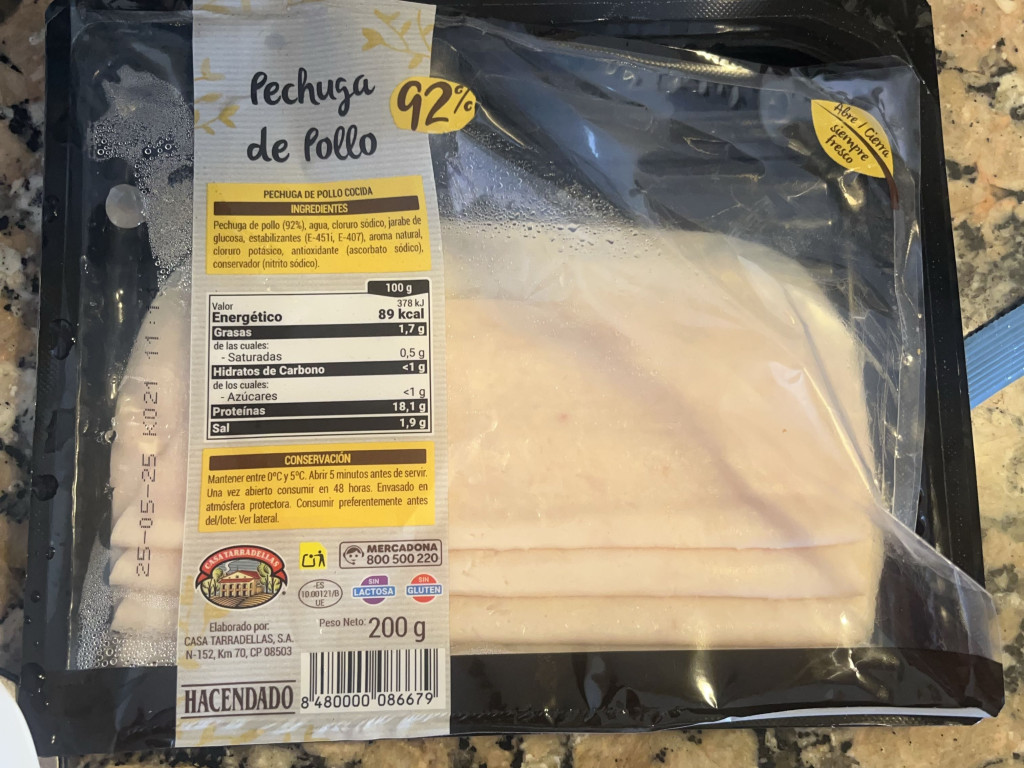 Pechuga
de Pollo
92%
Abre / Cierra
siempre
fresco
PECHUGA DE POLLO COCIDA
INGREDIENTES
Pechuga de pollo (92%), agua, cloruro sódico, jarabe de
glucosa, estabilizantes (E-451i, E-407), aroma natural,
cloruro potásico, antioxidante (ascorbato sódico),
conservador (nitrito sódico).
100 g
Valor 378 kJ
Energético 89 kcal
Grasas 1,7 g
de las cuales:
- Saturadas 0,5 g
Hidratos de Carbono <1 g
de los cuales:
- Azúcares <1 g
Proteínas 18,1 g
Sal 1,9 g
CONSERVACIÓN
Mantener entre 0ºC y 5ºC. Abrir 5 minutos antes de servir.
Una vez abierto consumir en 48 horas. Envasado en
atmósfera protectora. Consumir preferentemente antes
del/lote: Ver lateral.
25-05-25 K021 11:
CASA TARRADELLAS
MERCADONA
800 500 220
-ES
10.00121/B
UE
SIN
LACTOSA
SIN
GLUTEN
Elaborado por:
CASA TARRADELLAS, S.A.
N-152, Km 70, CP 08503
Peso Neto: 200 g
HACENDADO
8 480000 086679